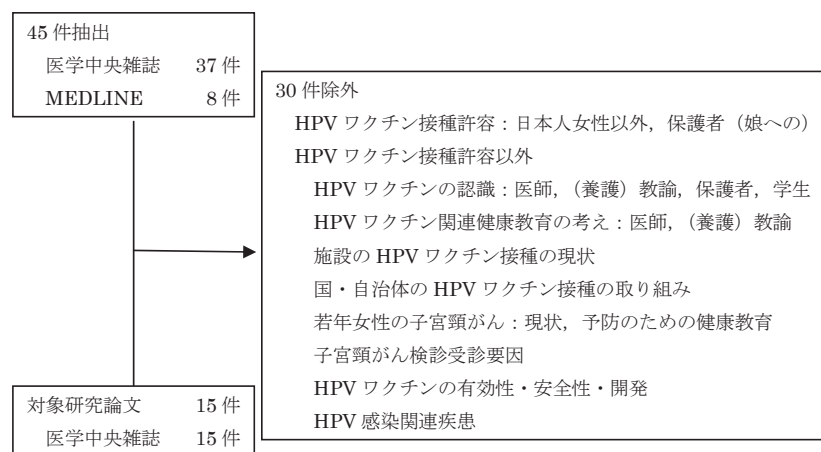 45 件抽出
医学中央雑誌 37 件
MEDLINE 8 件
30 件除外
HPV ワクチン接種許容：日本人女性以外，保護者（娘への）
HPV ワクチン接種許容以外
HPV ワクチンの認識：医師，（養護）教諭，保護者，学生
HPV ワクチン関連健康教育の考え：医師，（養護）教諭
施設の HPV ワクチン接種の現状
国・自治体の HPV ワクチン接種の取り組み
若年女性の子宮頸がん：現状，予防のための健康教育
子宮頸がん検診受診要因
HPV ワクチンの有効性・安全性・開発
HPV 感染関連疾患
対象研究論文 15 件
医学中央雑誌 15 件